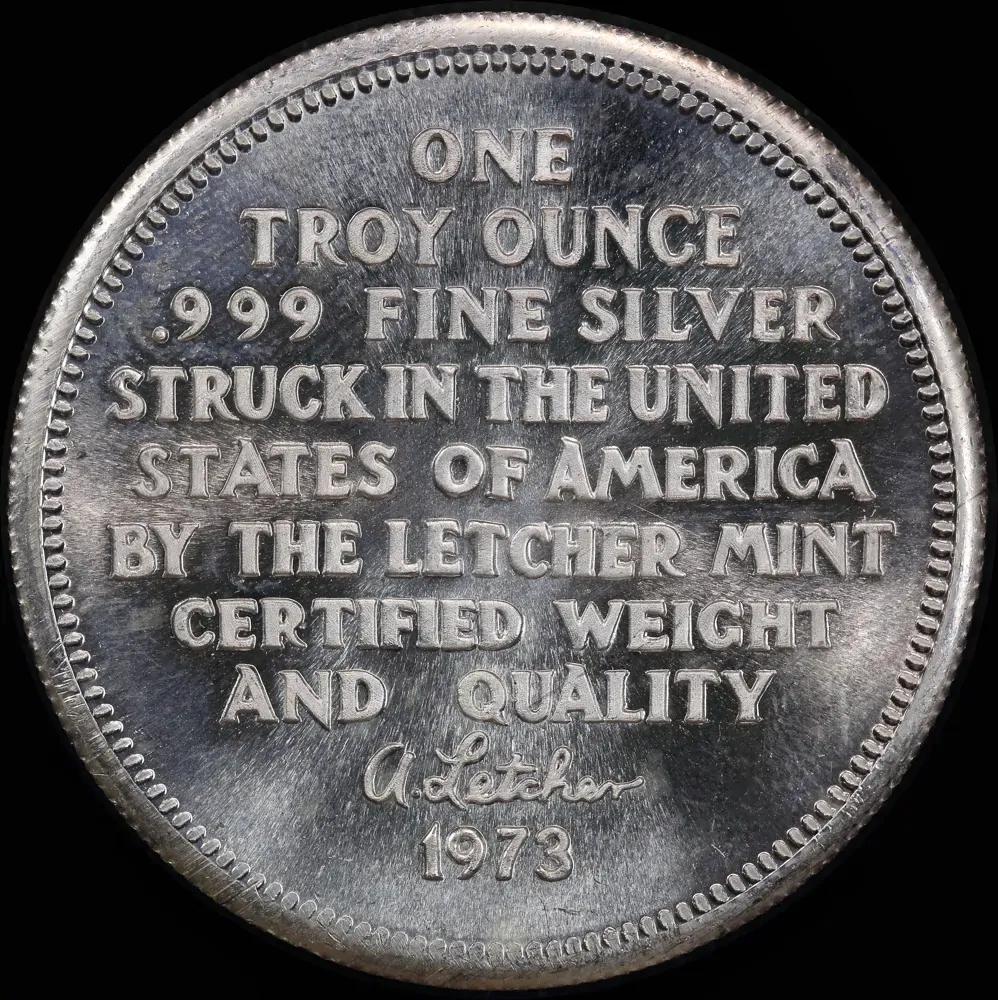 ONE
TROY OUNCE
.999 FINE SILVER
STRUCK IN THE UNITED
STATES OF AMERICA
BY THE LETCHER MINT
CERTIFIED WEIGHT
AND QUALITY
A. Letcher
1973